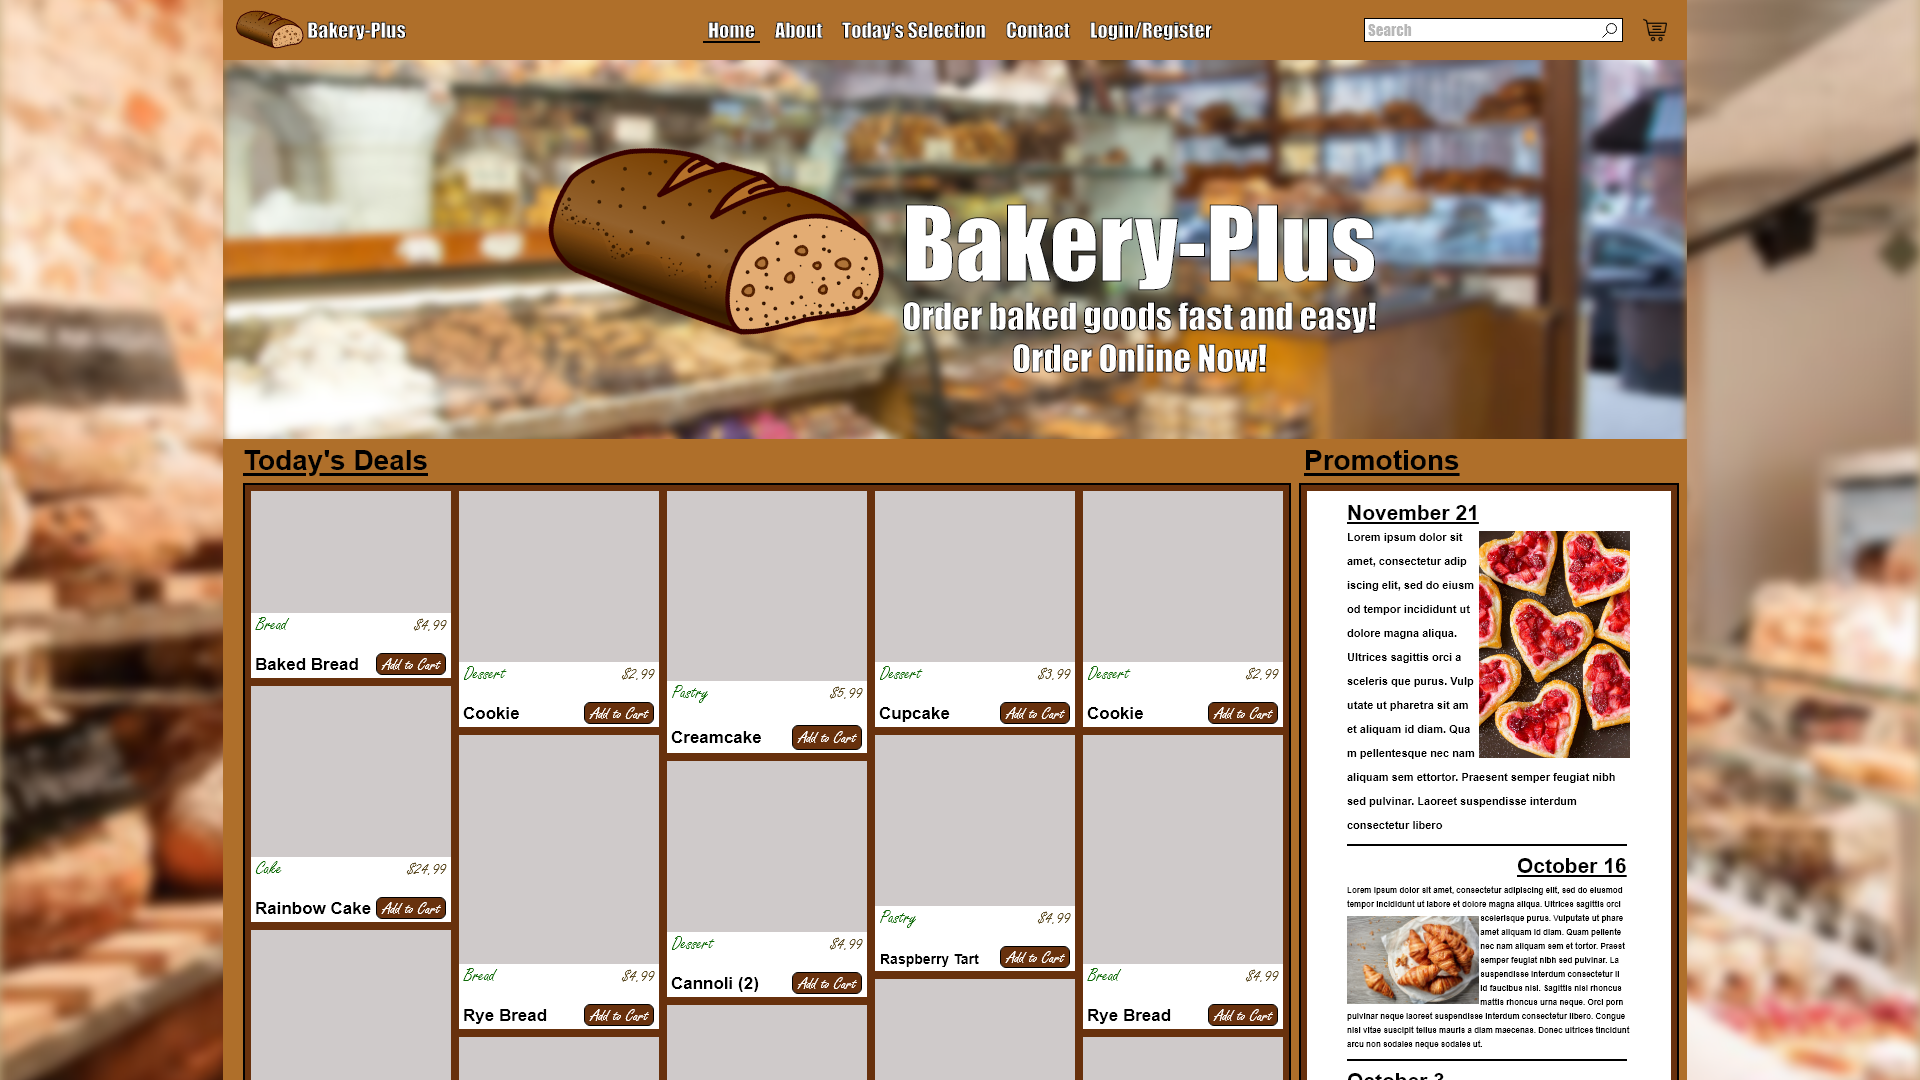 Bakery-Plus
Home About Today's Selection Contact Login/Register
Search
Bakery-Plus
Order baked goods fast and easy!
Order Online Now!
Today's Deals
Bread $4.99
Baked Bread Add to Cart
Cake $24.99
Rainbow Cake Add to Cart
Dessert $2.99
Cookie Add to Cart
Bread $4.99
Rye Bread Add to Cart
Pastry $5.99
Creamcake Add to Cart
Dessert $4.99
Cannoli (2) Add to Cart
Dessert $3.99
Cupcake Add to Cart
Pastry $4.99
Raspberry Tart Add to Cart
Dessert $2.99
Cookie Add to Cart
Bread $4.99
Rye Bread Add to Cart
Promotions
November 21
Lorem ipsum dolor sit
amet, consectetur adip
iscing elit, sed do eiusm
od tempor incididunt ut
dolore magna aliqua.
Ultrices sagittis orci a
sceleris que purus. Vulp
utate ut pharetra sit am
et aliquam id diam. Qua
m pellentesque nec nam
aliquam sem ettortor. Praesent semper feugiat nibh
sed pulvinar. Laoreet suspendisse interdum
consectetur libero
October 16
Lorem ipsum dolor sit amet, consectetur adipiscing elit, sed do eiusmod
tempor incididunt ut labore et dolore magna aliqua. Ultrices sagittis orci
scelerisque purus. Vulputate ut phare
amet aliquam id diam. Quam pellente
nec nam aliquam sem et tortor. Praest
semper feugiat nibh sed pulvinar. La
suspendisse interdum consectetur li
id faucibus nisl. Sagittis nisl rhoncus
mattis rhoncus urna neque. Orci porn
pulvinar neque laoreet suspendisse interdum consectetur libero. Congue
nisi vitae suscipit tellus mauris a diam maecenas. Donec ultrices tincidunt
arcu non sodales neque sodales ut.
October 3